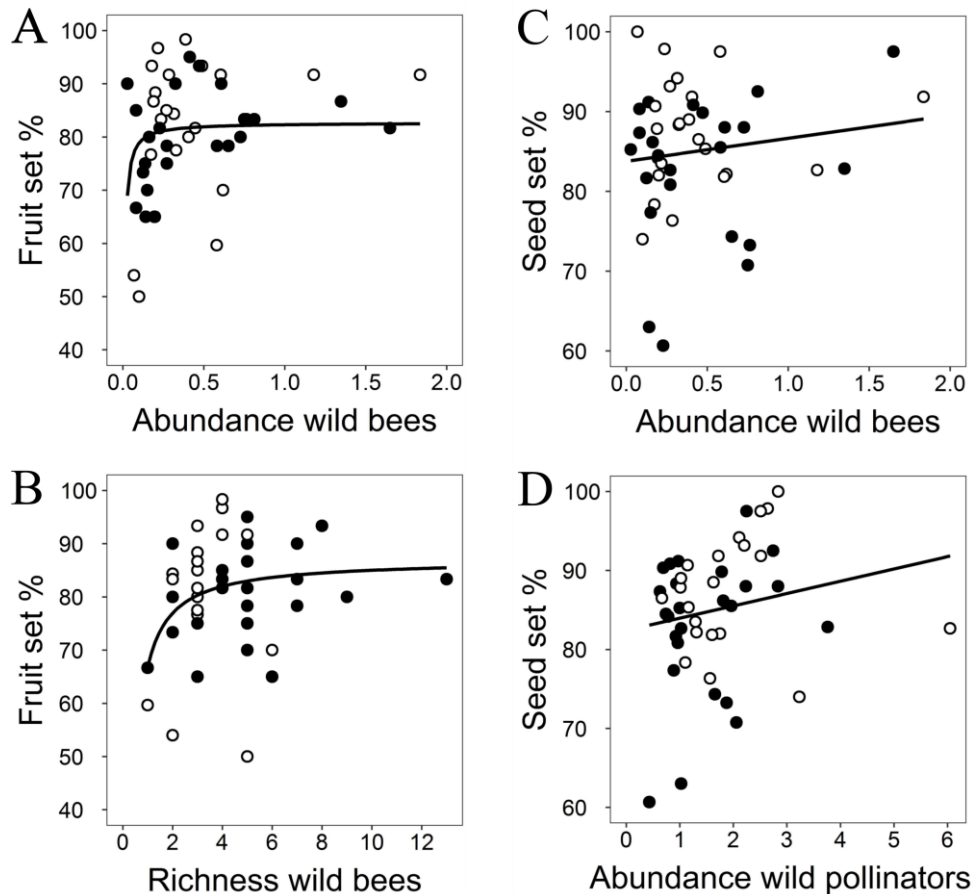 A
Fruit set %
100
90
80
70
60
50
40
0.0 0.5 1.0 1.5 2.0
Abundance wild bees
C
Seed set %
100
90
80
70
60
0.0 0.5 1.0 1.5 2.0
Abundance wild bees
B
Fruit set %
100
90
80
70
60
50
40
0 2 4 6 8 10 12
Richness wild bees
D
Seed set %
100
90
80
70
60
0 1 2 3 4 5 6
Abundance wild pollinators